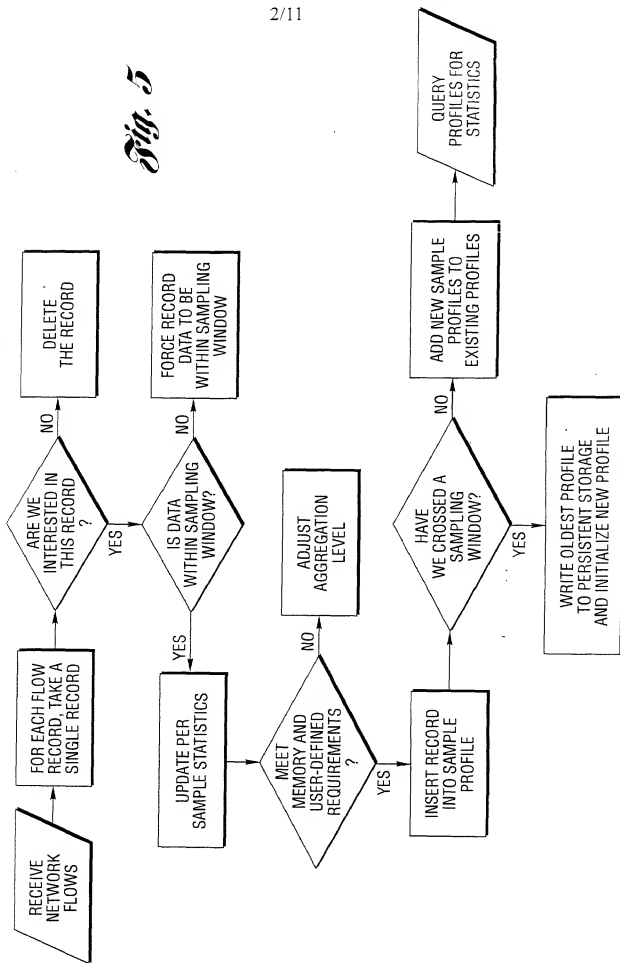 2/11
Fig. 5
RECEIVE
NETWORK
FLOWS
FOR EACH FLOW
RECORD, TAKE A
SINGLE RECORD
ARE WE
INTERESTED IN
THIS RECORD
?
NO
DELETE
THE RECORD
YES
IS DATA
WITHIN SAMPLING
WINDOW?
NO
FORCE RECORD
DATA TO BE
WITHIN SAMPLING
WINDOW
YES
UPDATE PER
SAMPLE STATISTICS
MEET
MEMORY AND
USER-DEFINED
REQUIREMENTS
?
NO
ADJUST
AGGREGATION
LEVEL
YES
INSERT RECORD
INTO SAMPLE
PROFILE
HAVE
WE CROSSED A
SAMPLING
WINDOW?
NO
ADD NEW SAMPLE
PROFILES TO
EXISTING PROFILES
QUERY
PROFILES FOR
STATISTICS
YES
WRITE OLDEST PROFILE
TO PERSISTENT STORAGE
AND INITIALIZE NEW PROFILE